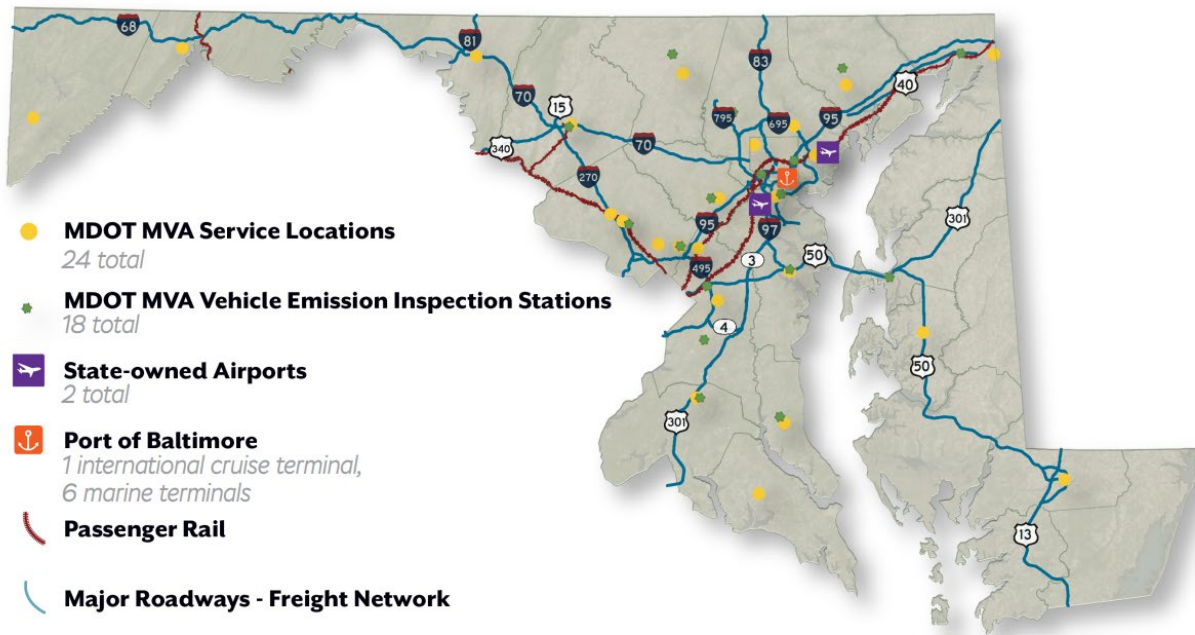 68
81
83
40
70
15
795
695
95
340
70
270
301
MDOT MVA Service Locations
24 total
95
97
3
50
495
MDOT MVA Vehicle Emission Inspection Stations
18 total
4
State-owned Airports
2 total
50
301
Port of Baltimore
1 international cruise terminal,
6 marine terminals
Passenger Rail
13
Major Roadways - Freight Network